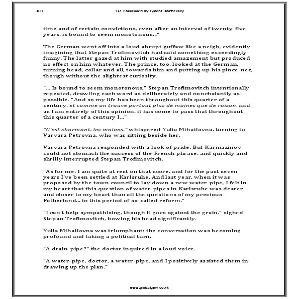 time and of certain convictions, even after an interval of twenty-five
years, is bound to seem monotonous."
The German went off into a loud abrupt guffaw like a neigh, evidently
imagining that Stepan Trofimovitch had said something exceedingly
funny. The latter gazed at him with studied amazement but produced
no effect on him whatever. The prince, too, looked at the German,
turning head, collar and all, towards him and putting up his pince-nez,
though without the slightest curiosity.
"... Is bound to seem monotonous," Stepan Trofimovitch intentionally
repeated, drawling each word as deliberately and nonchalantly as
possible. "And so my life has been throughout this quarter of a
century, et comme on trouve partout plus de moines que de raison, and
as I am entirely of this opinion, it has come to pass that throughout
this quarter of a century I..."
"C'est charmant, les moines," whispered Yulia Mihailovna, turning to
Varvara Petrovna, who was sitting beside her.
Varvara Petrovna responded with a look of pride. But Karmazinov
could not stomach the success of the French phrase, and quickly and
shrilly interrupted Stepan Trofimovitch.
"As for me, I am quite at rest on that score, and for the past seven
years I've been settled at Karlsruhe. And last year, when it was
proposed by the town council to lay down a new water-pipe, I felt in
my heart that this question of water-pipes in Karlsruhe was dearer
and closer to my heart than all the questions of my precious
Fatherland... in this period of so-called reform."
"I can't help sympathising, though it goes against the grain," sighed
Stepan Trofimovitch, bowing his head significantly.
Yulia Mihailovna was triumphant: the conversation was becoming
profound and taking a political turn.
"A drain-pipe?" the doctor inquired in a loud voice.
"A water-pipe, doctor, a water-pipe, and I positively assisted them in
drawing up the plan."